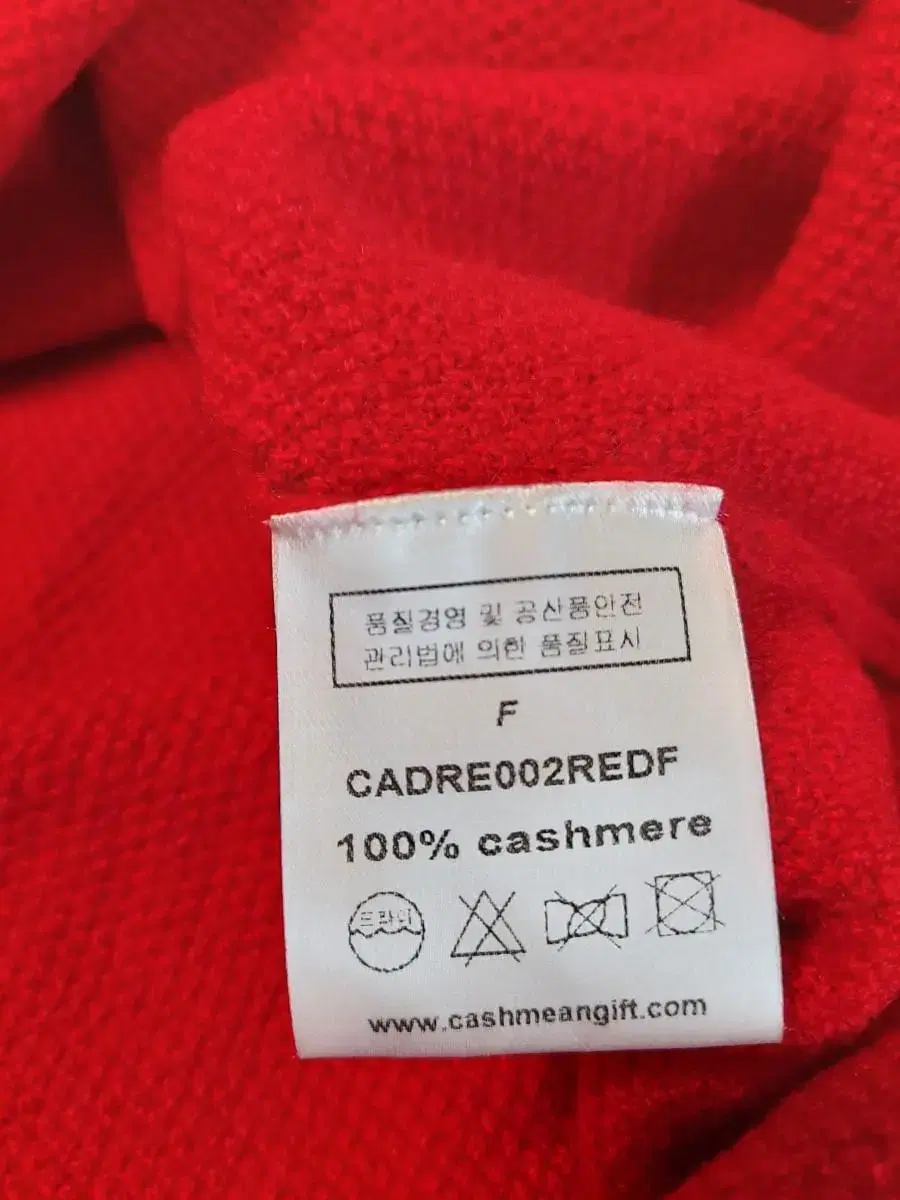 품질경영 및 공산품안전
관리법에 의한 품질표시
F
CADRE002REDF
100% cashmere
드라이
www.cashmeangift.com